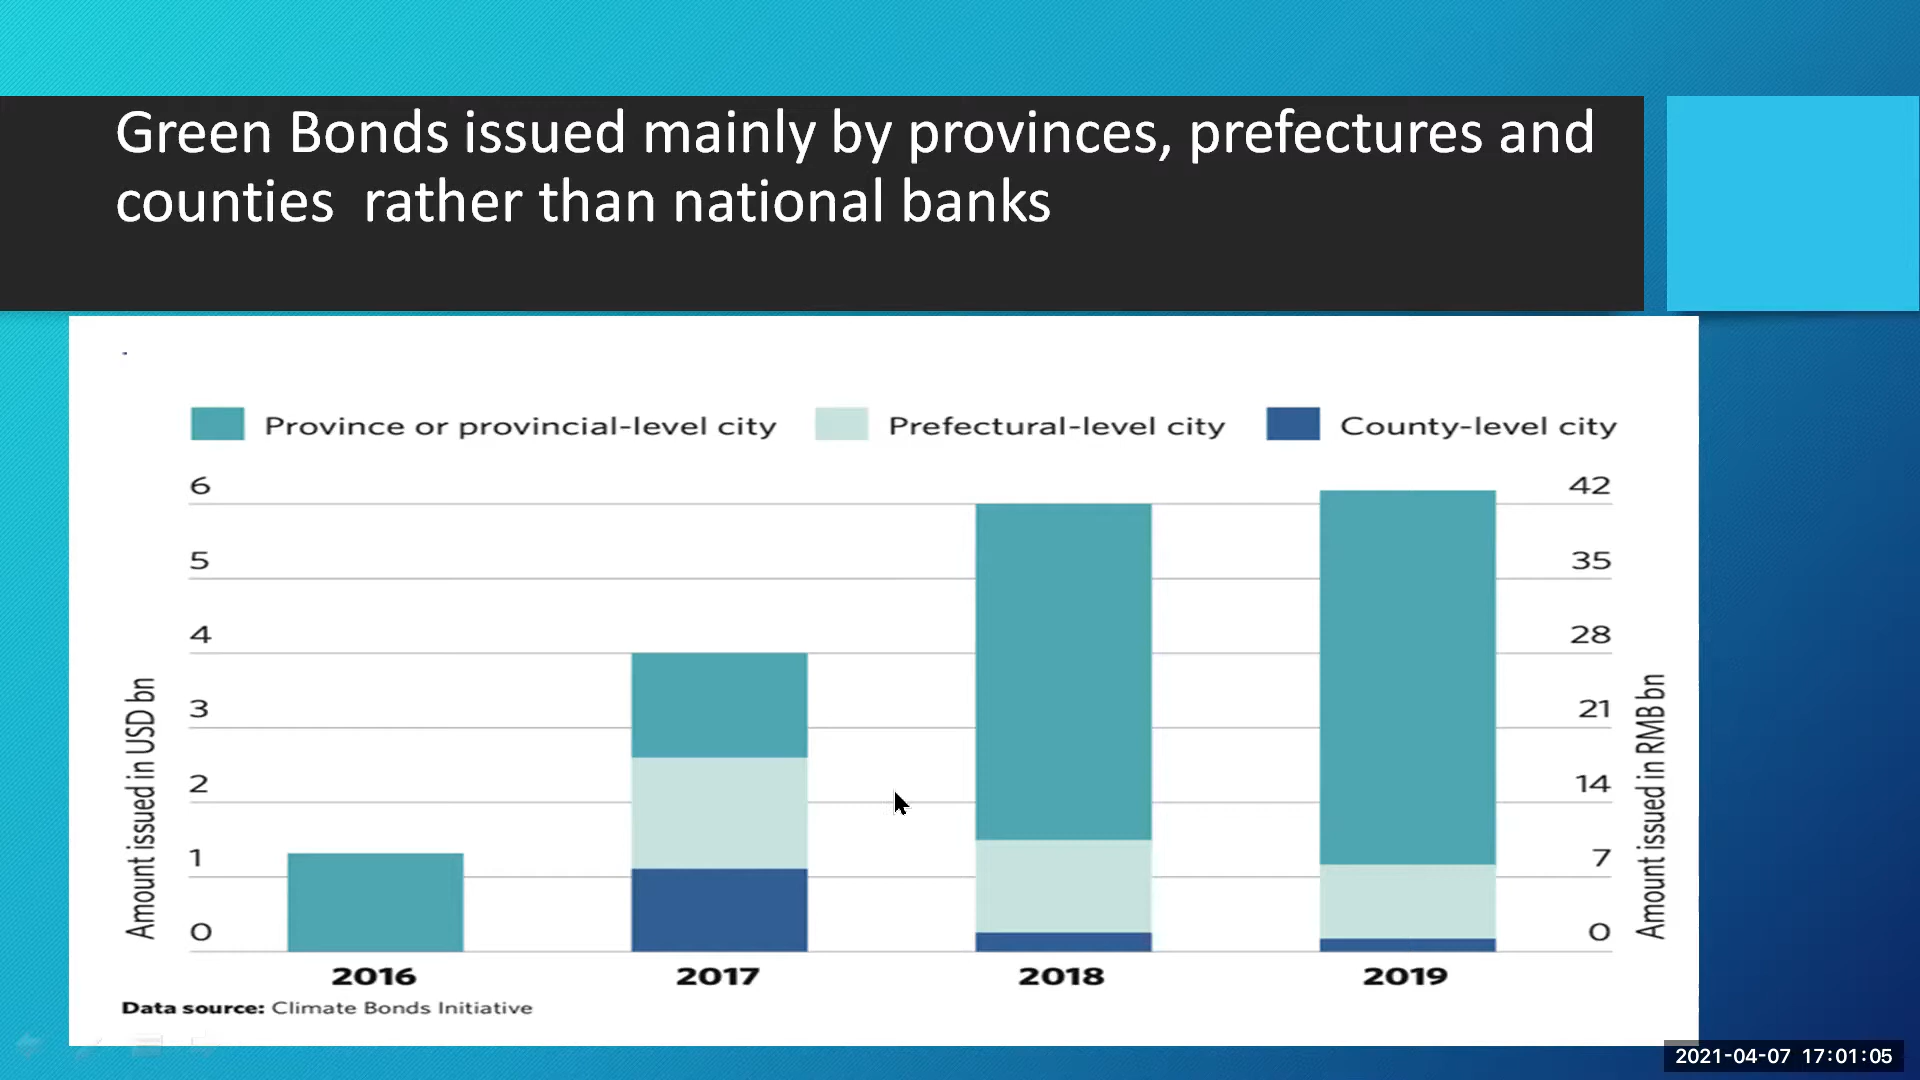 Green Bonds issued mainly by provinces, prefectures and
counties  rather than national banks
Province or provincial-level city
Prefectural-level city
County-level city
6
42
5
35
4
28
3
21
2
14
1
7
0
0
Amount issued in USD bn
Amount issued in RMB bn
2016
2017
2018
2019
Data source: Climate Bonds Initiative
2021-04-07 17:01:05